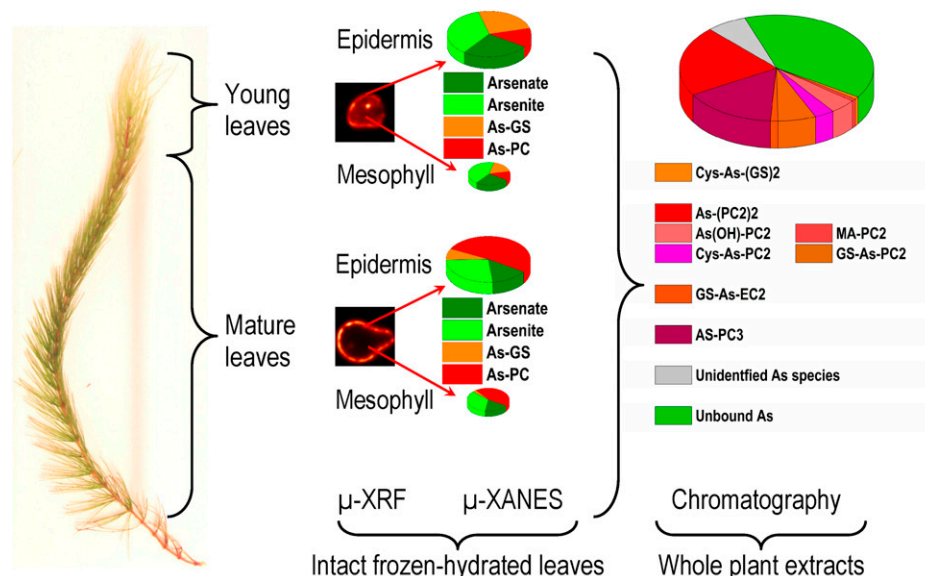 Young
leaves
Mature
leaves
Epidermis
Arsenate
Arsenite
As-GS
As-PC
Mesophyll
Epidermis
Arsenate
Arsenite
As-GS
As-PC
Mesophyll
µ-XRF
µ-XANES
Intact frozen-hydrated leaves
Cys-As-(GS)2
As-(PC2)2
As(OH)-PC2
MA-PC2
Cys-As-PC2
GS-As-PC2
GS-As-EC2
AS-PC3
Unidentfied As species
Unbound As
Chromatography
Whole plant extracts